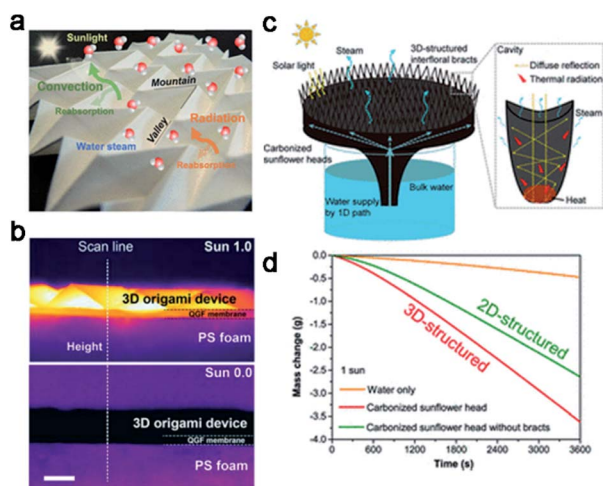 a
Sunlight
Convection
Mountain
Reabsorption
Radiation
Valley
Reabsorption
Water steam
b
Scan line
Sun 1.0
3D origami device
QGF membrane
Height
PS foam
Sun 0.0
3D origami device
QGF membrane
PS foam
c
Steam
3D-structured
interfloral bracts
Solar light
Cavity
Diffuse reflection
Thermal radiation
Steam
Carbonized
sunflower heads
Water supply
by 1D path
Bulk water
Heat
d
Mass change (g)
0.0
-0.5
-1.0
-1.5
-2.0
-2.5
-3.0
-3.5
-4.0
2D-structured
3D-structured
1 sun
Water only
Carbonized sunflower head
Carbonized sunflower head without bracts
0 600 1200 1800 2400 3000 3600
Time (s)